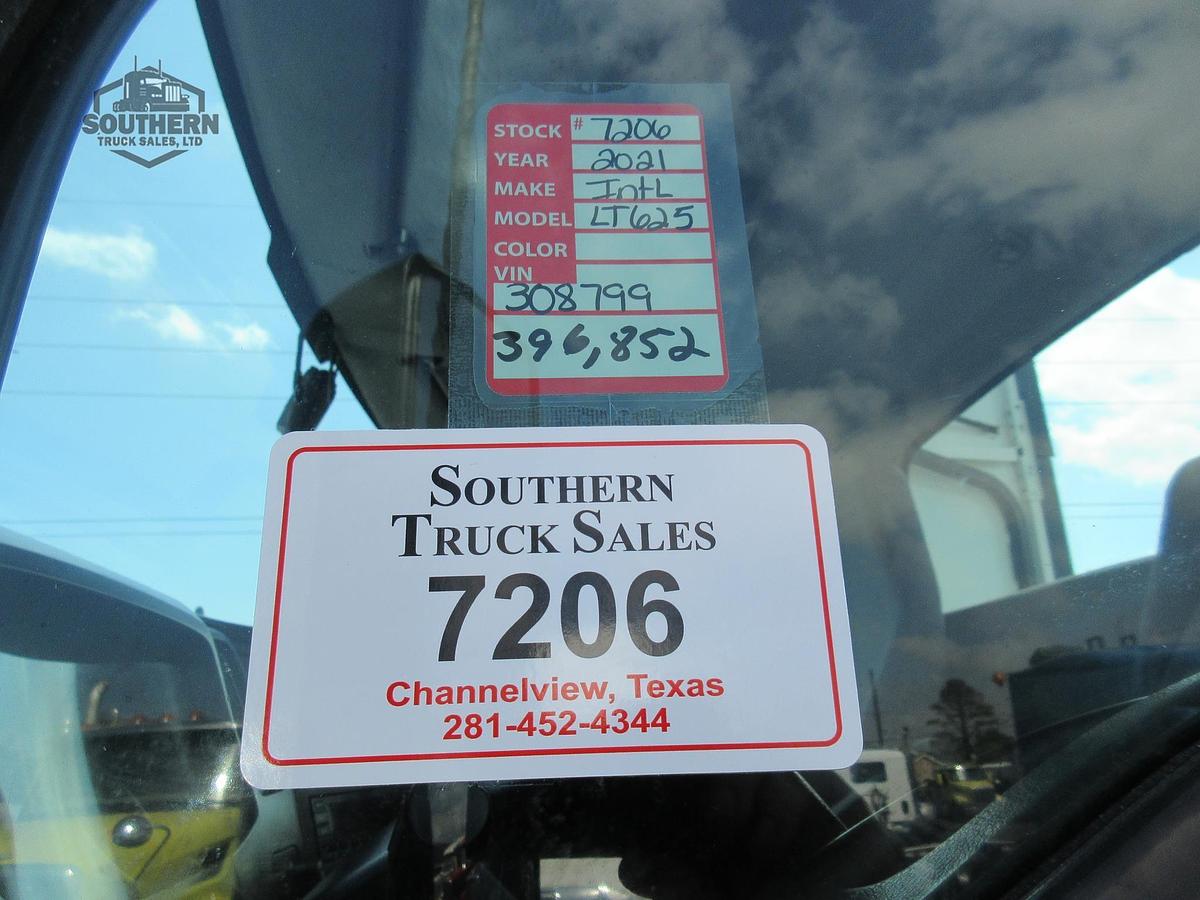 SOUTHERN
TRUCK SALES, LTD
STOCK # 7206
YEAR 2021
MAKE IntL
MODEL LT625
COLOR
VIN
308799
396,852
SOUTHERN
TRUCK SALES
7206
Channelview, Texas
281-452-4344